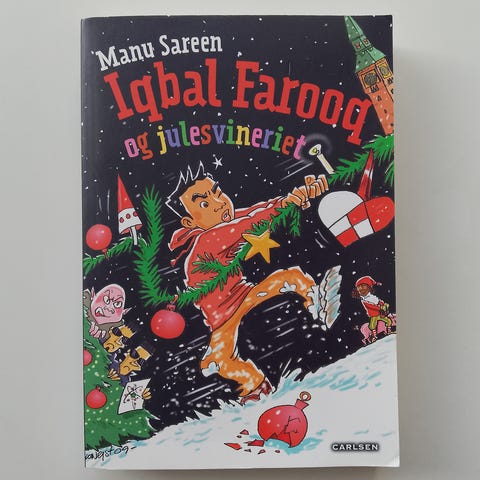 Manu Sareen
Iqbal Farooq
og julesvineriet
CARLSEN